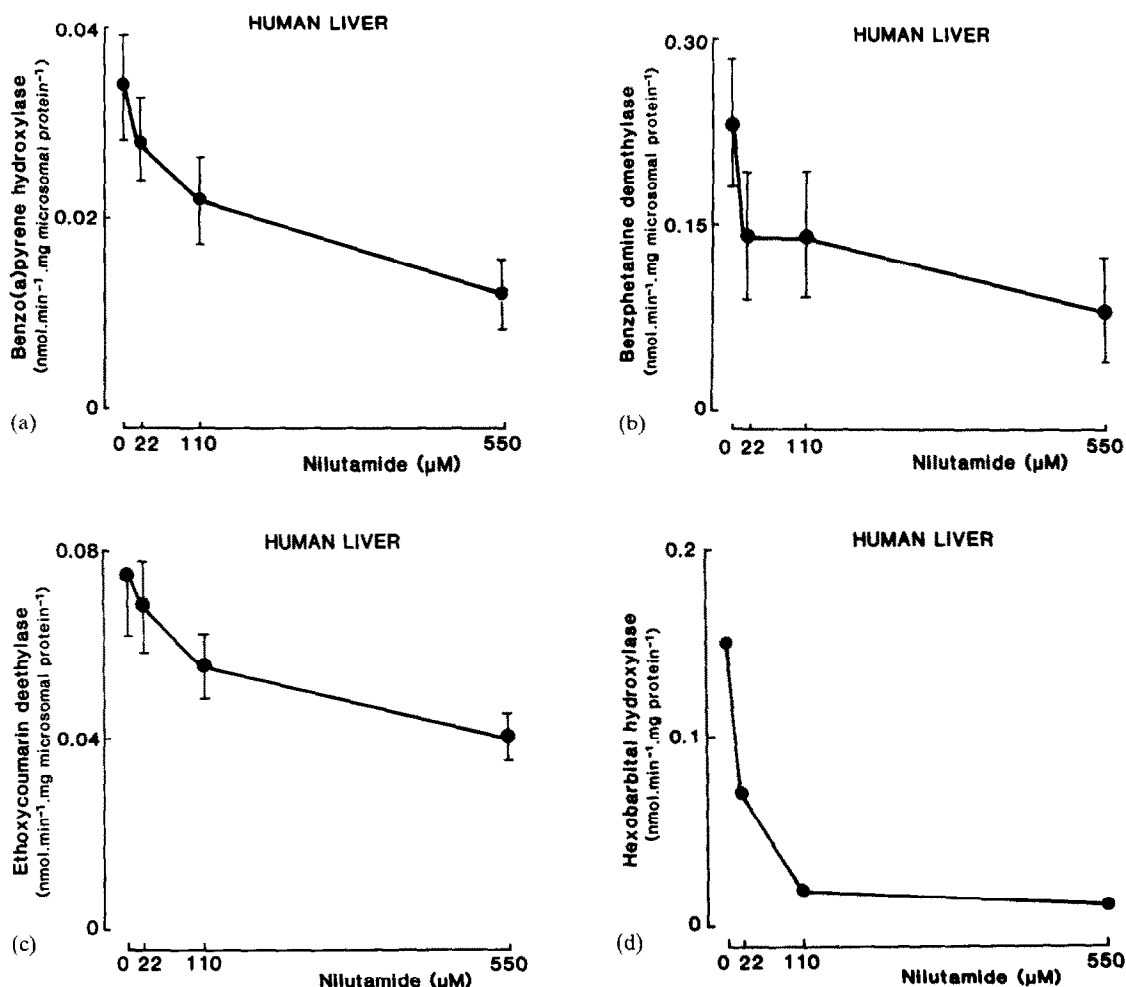 HUMAN LIVER
Benzo(a)pyrene hydroxylase
(nmol.min⁻¹.mg microsomal protein⁻¹)
0.04
0.02
0
(a)
0 22 110 550
Nilutamide (µM)
HUMAN LIVER
Benzphetamine demethylase
(nmol.min⁻¹.mg microsomal protein⁻¹)
0.30
0.15
0
(b)
0 22 110 550
Nilutamide (µM)
HUMAN LIVER
Ethoxycoumarin deethylase
(nmol.min⁻¹.mg microsomal protein⁻¹)
0.08
0.04
0
(c)
0 22 110 550
Nilutamide (µM)
HUMAN LIVER
Hexobarbital hydroxylase
(nmol.min⁻¹.mg protein⁻¹)
0.2
0.1
0
(d)
0 22 110 550
Nilutamide (µM)